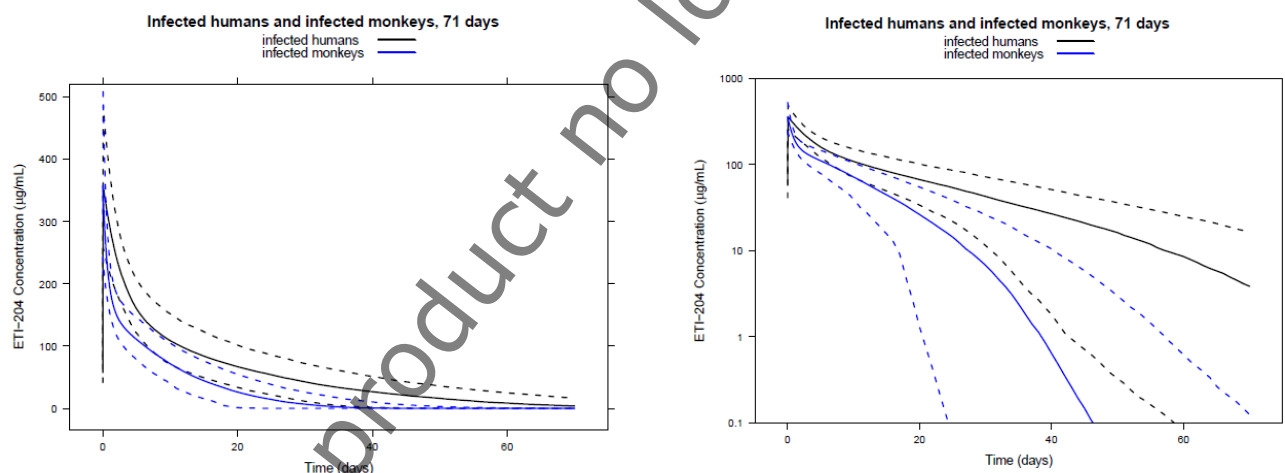 Infected humans and infected monkeys, 71 days
infected humans
infected monkeys
500
400
300
200
100
0
ETI-204 Concentration (µg/mL)
0
20
40
60
Time (days)
Infected humans and infected monkeys, 71 days
infected humans
infected monkeys
1000
100
10
1
0.1
ETI-204 Concentration (µg/mL)
0
20
40
60
Time (days)
product no lo